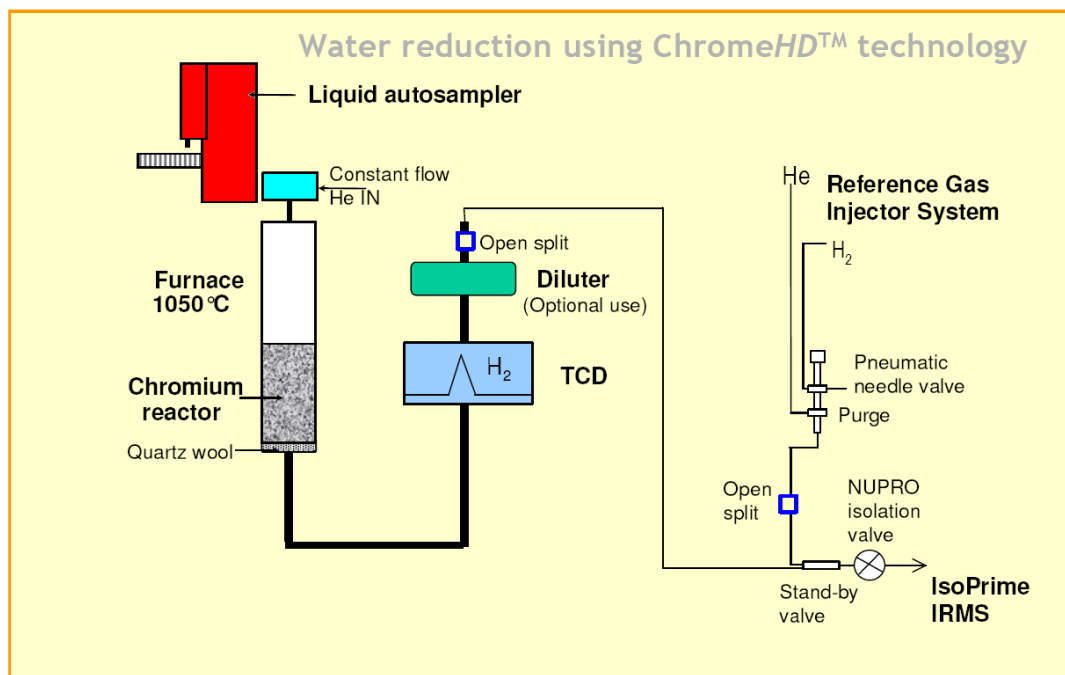 Water reduction using ChromeHD™ technology
Liquid autosampler
Constant flow
He IN
Furnace
1050°C
Chromium
reactor
Quartz wool
Open split
Diluter
(Optional use)
H₂
TCD
He
Reference Gas
Injector System
H₂
Pneumatic
needle valve
Purge
Open
split
NUPRO
isolation
valve
Stand-by
valve
IsoPrime
IRMS